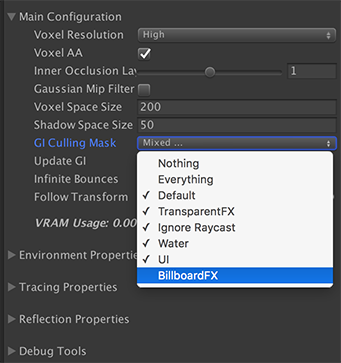 Main Configuration
Voxel Resolution High
Voxel AA
Inner Occlusion Lay 1
Gaussian Mip Filter
Voxel Space Size 200
Shadow Space Size 50
GI Culling Mask Mixed ...
Update GI
Nothing
Infinite Bounces
Everything
Follow Transform
Default
TransparentFX
VRAM Usage: 0.00
Ignore Raycast
Water
Environment Propertie
UI
BillboardFX
Tracing Properties
Reflection Properties
Debug Tools